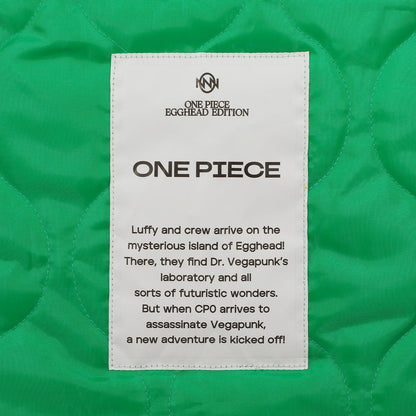 ONE PIECE
EGGHEAD EDITION
ONE PIECE
Luffy and crew arrive on the
mysterious island of Egghead!
There, they find Dr. Vegapunk's
laboratory and all
sorts of futuristic wonders.
But when CP0 arrives to
assassinate Vegapunk,
a new adventure is kicked off!